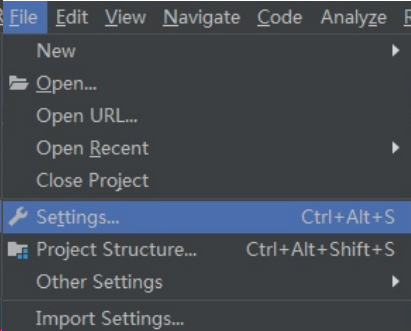 File Edit View Navigate Code Analyze
New
Open...
Open URL...
Open Recent
Close Project
Settings... Ctrl+Alt+S
Project Structure... Ctrl+Alt+Shift+S
Other Settings
Import Settings...